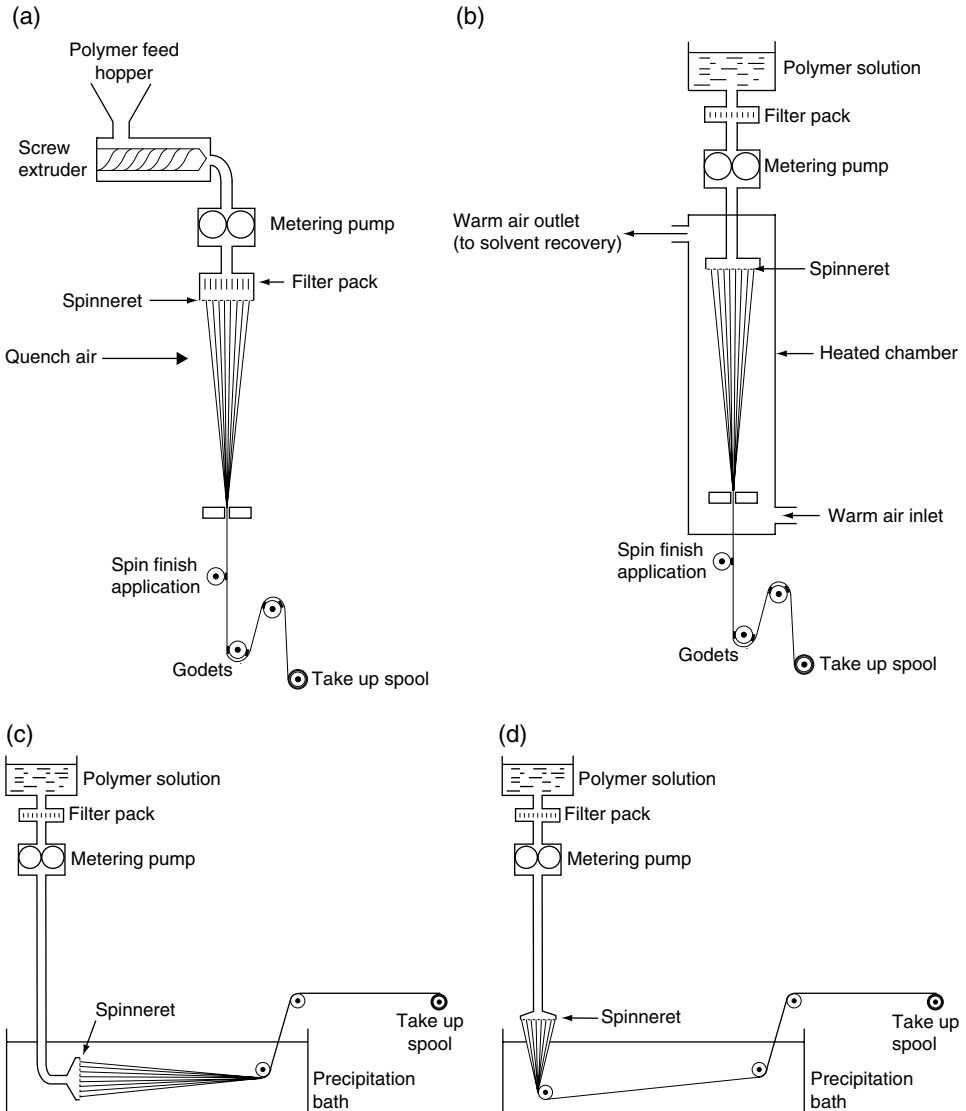 (a)
Polymer feed
hopper
Screw
extruder
Metering pump
Filter pack
Spinneret
Quench air
Spin finish
application
Godets
Take up spool
(b)
Polymer solution
Filter pack
Metering pump
Warm air outlet
(to solvent recovery)
Spinneret
Heated chamber
Warm air inlet
Spin finish
application
Godets
Take up spool
(c)
Polymer solution
Filter pack
Metering pump
Spinneret
Take up
spool
Precipitation
bath
(d)
Polymer solution
Filter pack
Metering pump
Spinneret
Take up
spool
Precipitation
bath